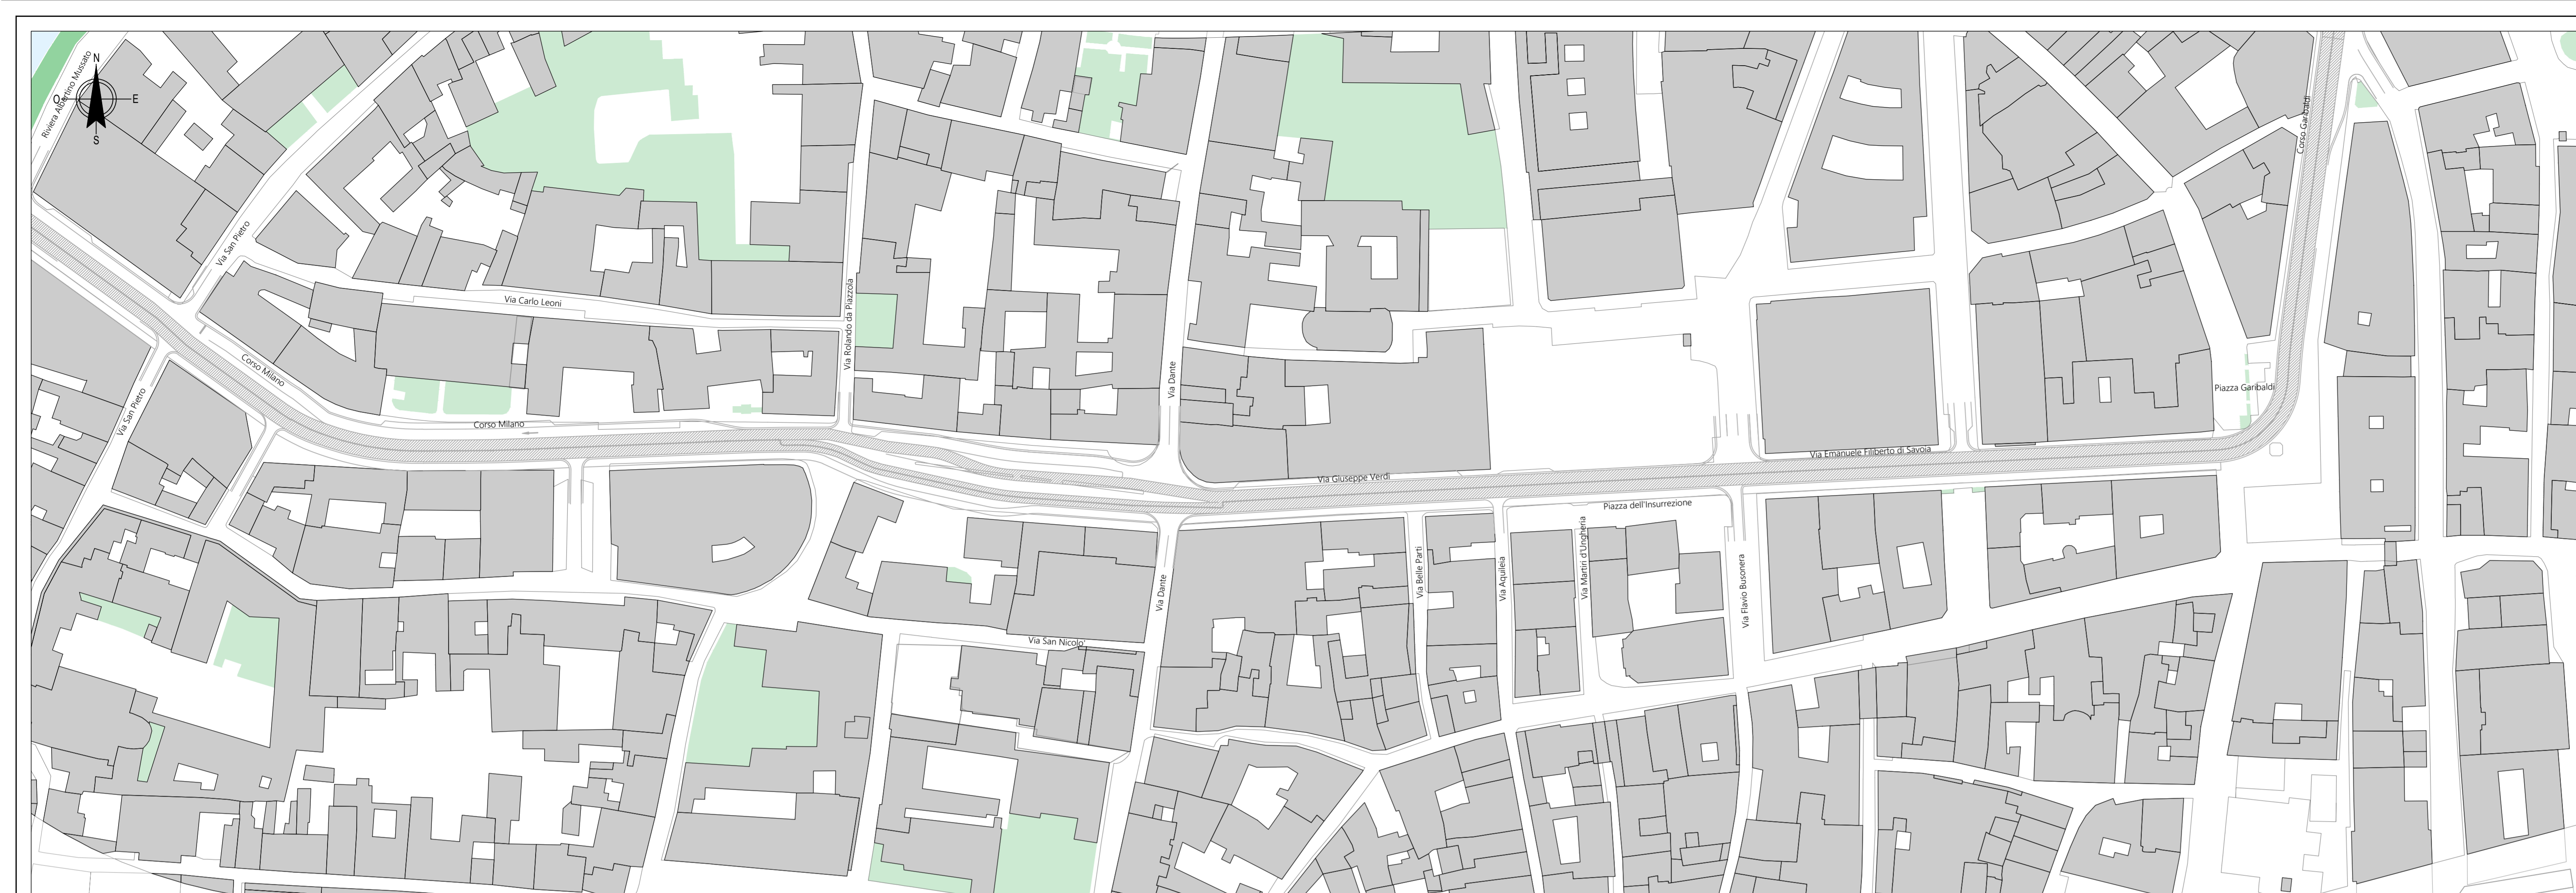 N
Riviera Albertino Mussato
O
E
S
Corso Garibaldi
Via San Pietro
Via Carlo Leoni
Via Rolando da Piazzola
Corso Milano
Via Dante
Piazza Garibaldi
Via San Pietro
Corso Milano
Via Emanuele Filiberto di Savoia
Via Giuseppe Verdi
Piazza dell'Insurrezione
Via Martiri d'Ungheria
Via Belle Parti
Via Aquileia
Via Flavio Busonera
Via Dante
Via San Nicolo'